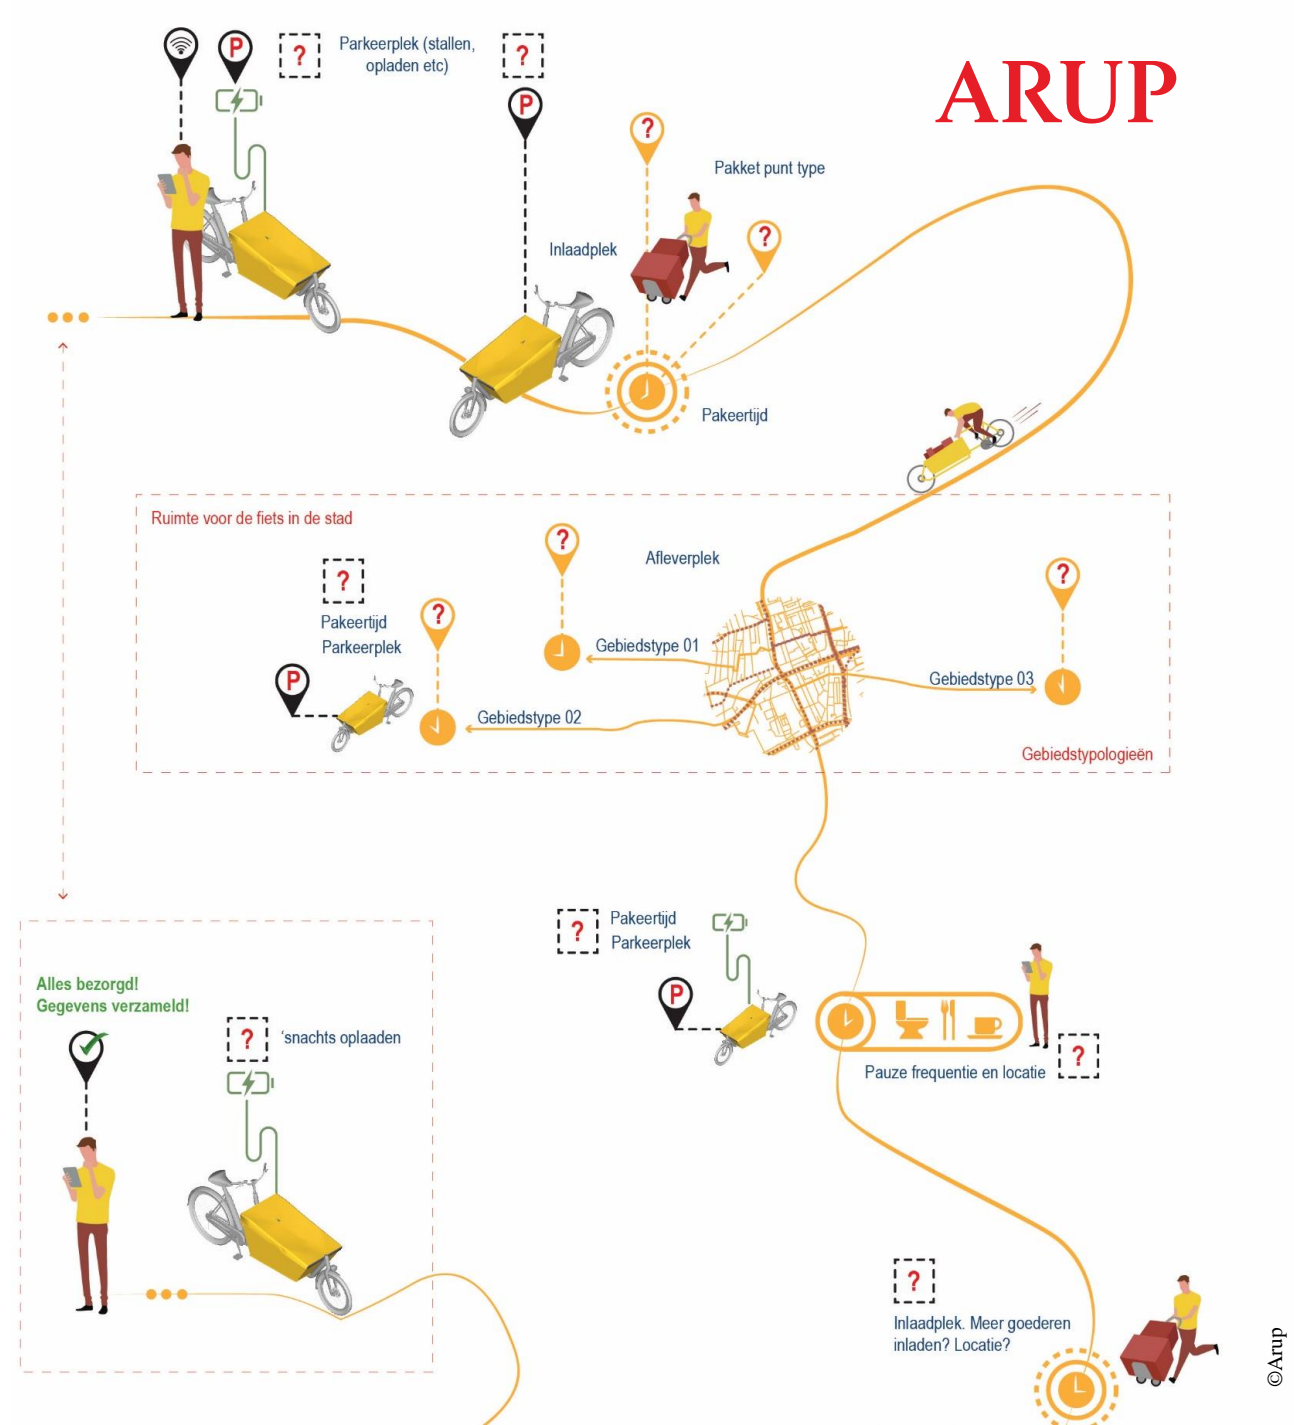 P
?
Parkeerplek (stallen,
opladen etc)
?
P
ARUP
?
Pakket punt type
?
Inlaadplek
Pakeertijd
Ruimte voor de fiets in de stad
?
Afleverplek
?
?
?
Pakeertijd
Parkeerplek
Gebiedstype 01
P
Gebiedstype 03
Gebiedstype 02
Gebiedstypologieën
?
Pakeertijd
Parkeerplek
P
Pauze frequentie en locatie
?
Alles bezorgd!
Gegevens verzameld!
?
'snachts oplaaden
?
Inlaadplek. Meer goederen
inladen? Locatie?
©Arup